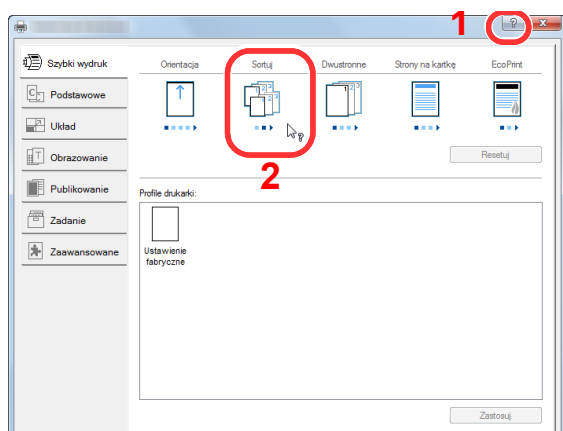 1
?
Szybki wydruk
Podstawowe
Układ
Obrazowanie
Publikowanie
Zadanie
Zaawansowane
Orientacja Sortuj Dwustronne Strony na kartkę EcoPrint
2
Resetuj
Profile drukarki:
Ustawienie
fabryczne
Zastosuj